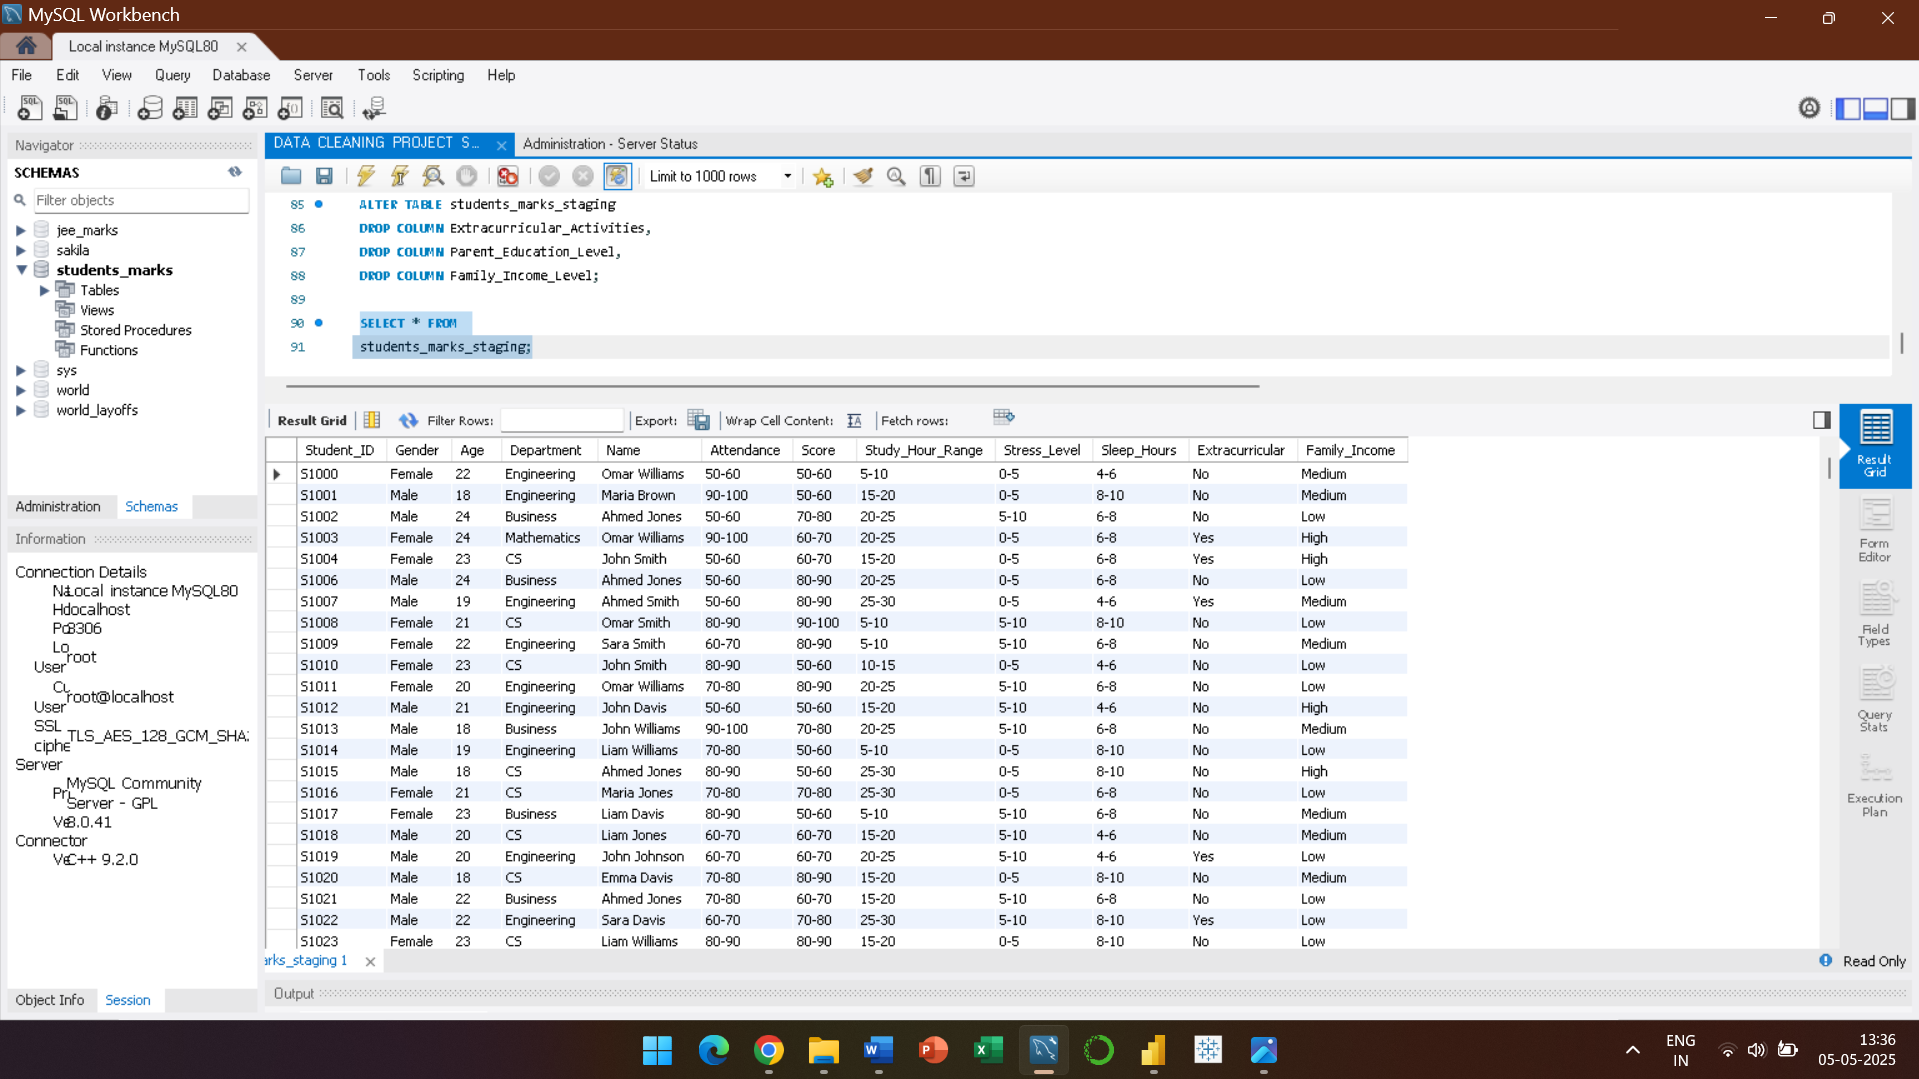 MySQL Workbench
Local instance MySQL80
File Edit View Query Database Server Tools Scripting Help
Navigator
SCHEMAS
Filter objects
jee_marks
sakila
students_marks
Tables
Views
Stored Procedures
Functions
sys
world
world_layoffs
Administration Schemas
Information
Connection Details
Local instance MySQL80
localhost
3306
root
User
root@localhost
User
SSL
TLS_AES_128_GCM_SHA
ciphe
Server
MySQL Community
Server - GPL
8.0.41
Connector
C++ 9.2.0
Object Info Session
DATA CLEANING PROJECT S... Administration - Server Status
Limit to 1000 rows
85 ALTER TABLE students_marks_staging
86 DROP COLUMN Extracurricular_Activities,
87 DROP COLUMN Parent_Education_Level,
88 DROP COLUMN Family_Income_Level;
89
90 SELECT * FROM
91 students_marks_staging;
Result Grid Filter Rows: Export: Wrap Cell Content: Fetch rows:
Student_ID Gender Age Department Name Attendance Score Study_Hour_Range Stress_Level Sleep_Hours Extracurricular Family_Income
S1000 Female 22 Engineering Omar Williams 50-60 50-60 5-10 0-5 4-6 No Medium
S1001 Male 18 Engineering Maria Brown 90-100 50-60 15-20 0-5 8-10 No Medium
S1002 Male 24 Business Ahmed Jones 50-60 70-80 20-25 5-10 6-8 No Low
S1003 Female 24 Mathematics Omar Williams 90-100 60-70 20-25 0-5 6-8 Yes High
S1004 Female 23 CS John Smith 50-60 60-70 15-20 0-5 6-8 Yes High
S1006 Male 24 Business Ahmed Jones 50-60 80-90 20-25 0-5 6-8 No Low
S1007 Male 19 Engineering Ahmed Smith 50-60 80-90 25-30 0-5 4-6 Yes Medium
S1008 Female 21 CS Omar Smith 80-90 90-100 5-10 5-10 8-10 No Low
S1009 Female 22 Engineering Sara Smith 60-70 80-90 5-10 5-10 6-8 No Medium
S1010 Female 23 CS John Smith 80-90 50-60 10-15 0-5 4-6 No Low
S1011 Female 20 Engineering Omar Williams 70-80 80-90 20-25 5-10 6-8 No Low
S1012 Male 21 Engineering John Davis 50-60 50-60 15-20 5-10 4-6 No High
S1013 Male 18 Business John Williams 90-100 70-80 20-25 5-10 6-8 No Medium
S1014 Male 19 Engineering Liam Williams 70-80 50-60 5-10 0-5 8-10 No Low
S1015 Male 18 CS Ahmed Jones 80-90 50-60 25-30 0-5 8-10 No High
S1016 Male 21 CS Maria Jones 70-80 70-80 25-30 0-5 6-8 No Low
S1017 Female 23 Business Liam Davis 80-90 50-60 5-10 5-10 6-8 No Medium
S1018 Male 20 CS Liam Jones 60-70 60-70 15-20 5-10 4-6 No Medium
S1019 Male 20 Engineering John Johnson 60-70 60-70 20-25 5-10 4-6 Yes Low
S1020 Male 18 CS Emma Davis 70-80 80-90 15-20 0-5 8-10 No Medium
S1021 Male 22 Business Ahmed Jones 70-80 60-70 15-20 5-10 6-8 No Low
S1022 Male 22 Engineering Sara Davis 60-70 70-80 25-30 5-10 8-10 Yes Low
S1023 Female 23 CS Liam Williams 80-90 80-90 15-20 0-5 8-10 No Low
arks_staging 1
Read Only
Output
Result
Grid
Form
Editor
Field
Types
Query
Stats
Execution
Plan
ENG
IN
13:36
05-05-2025